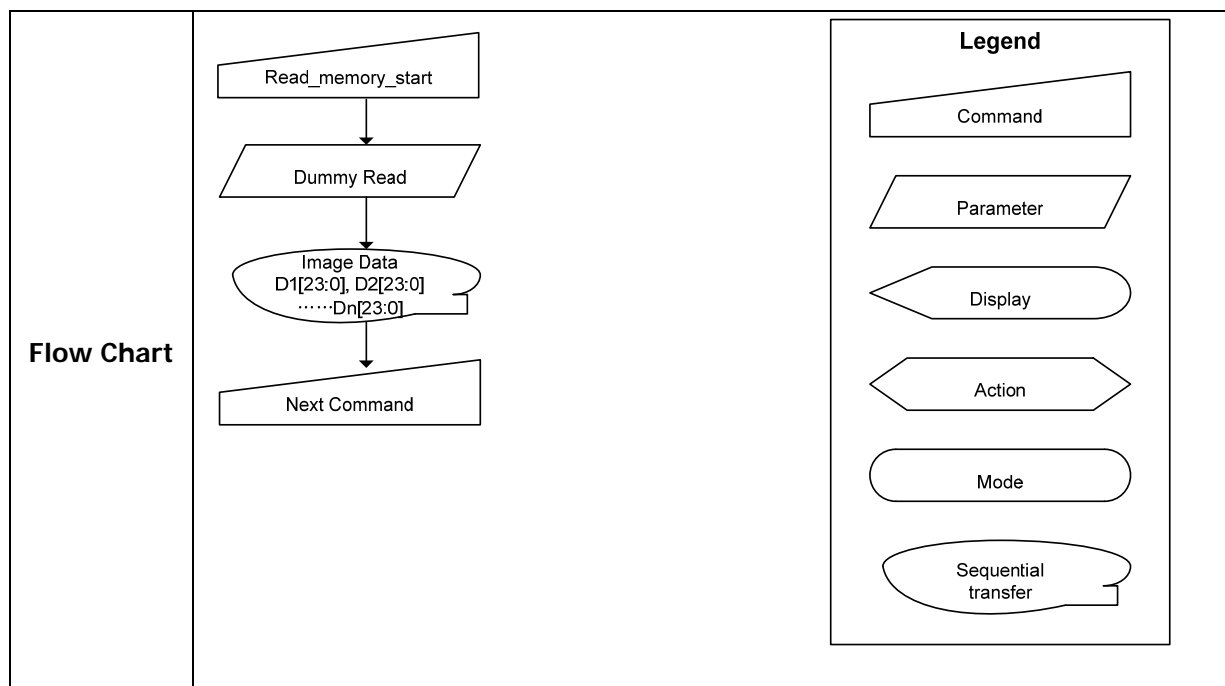 Flow Chart
Read_memory_start
Dummy Read
Image Data
D1[23:0], D2[23:0]
······Dn[23:0]
Next Command
Legend
Command
Parameter
Display
Action
Mode
Sequential
transfer